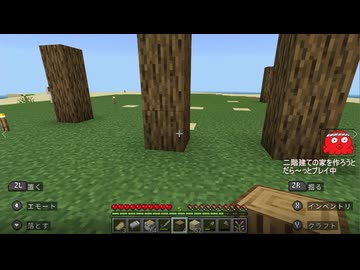 二階建ての家を作ろうと
だら〜っとプレイ中
ZL 置く
ZR 振る
エモート
X インベントリ
落とす
Y クラフト